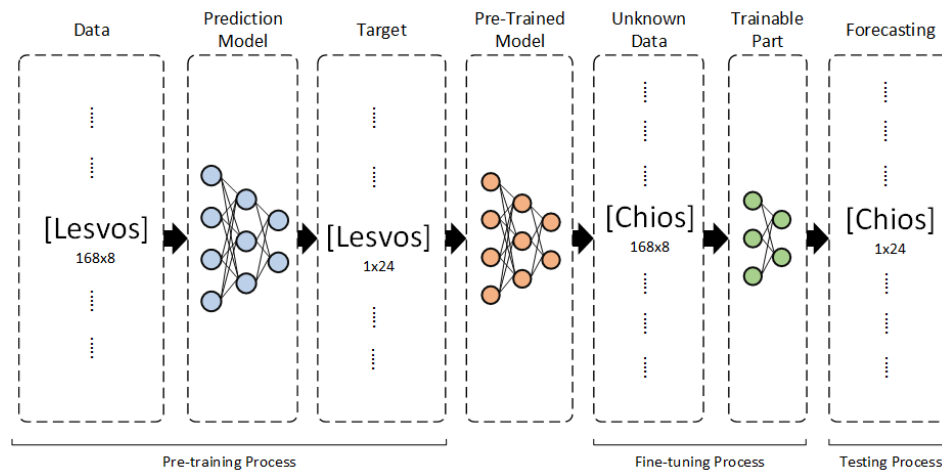 Data
Prediction
Model
Target
Pre-Trained
Model
Unknown
Data
Trainable
Part
Forecasting
[Lesvos]
168x8
[Lesvos]
1x24
[Chios]
168x8
[Chios]
1x24
Pre-training Process
Fine-tuning Process
Testing Process